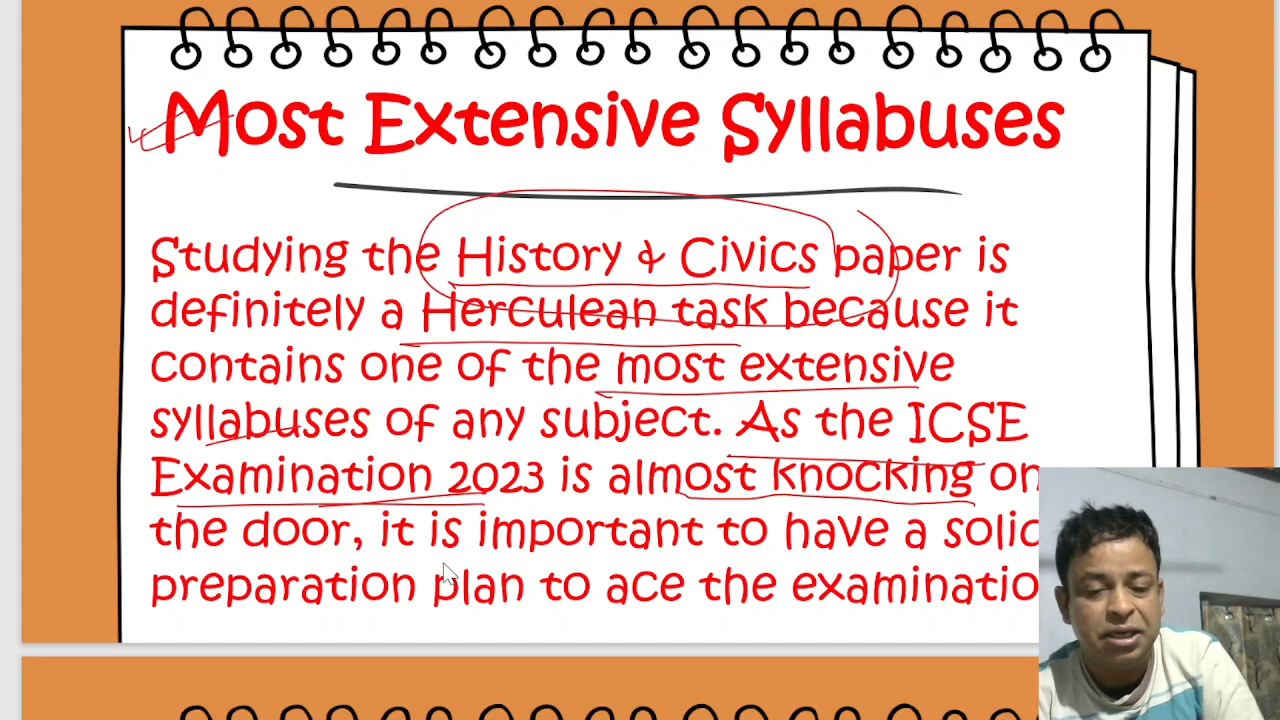 Most Extensive Syllabuses
Studying the History & Civics paper is
definitely a Herculean task because it
contains one of the most extensive
syllabuses of any subject. As the ICSE
Examination 2023 is almost knocking on
the door, it is important to have a solid
preparation plan to ace the examinatio